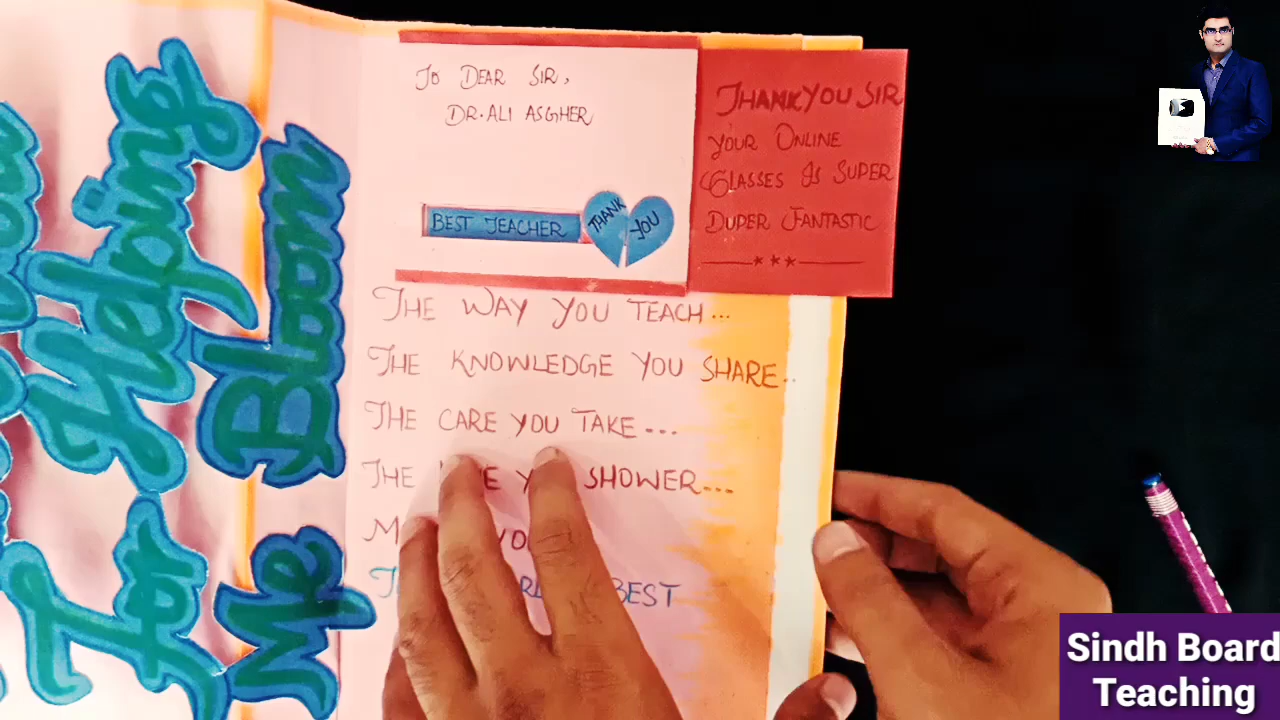 To DEAR SIR,
DR. ALI ASGHER
BEST TEACHER
THANK YOU
THANK YOU SIR
YOUR ONLINE
CLASSES IS SUPER
DUPER FANTASTIC
THE WAY YOU TEACH...
THE KNOWLEDGE YOU SHARE..
THE CARE YOU TAKE...
THE SHOWER...
BEST
For Helping
Me Bloom
Sindh Board
Teaching